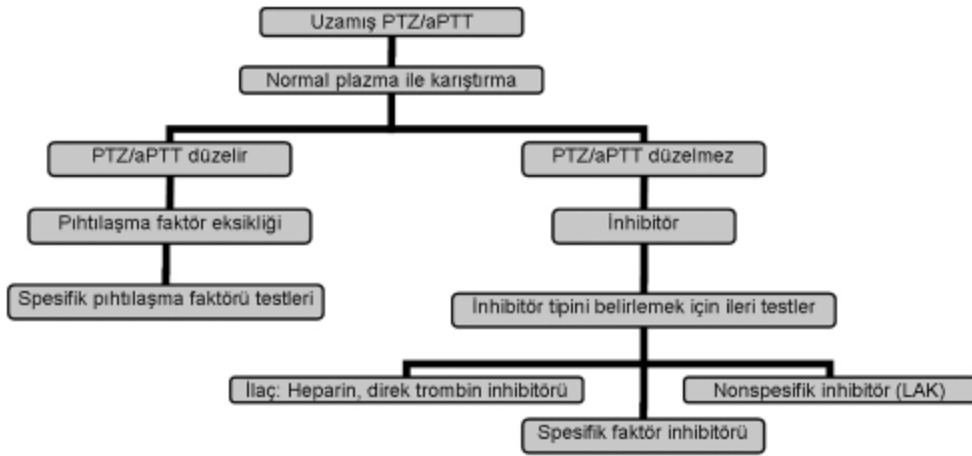 Uzamış PTZ/aPTT
Normal plazma ile karıştırma
PTZ/aPTT düzelir
PTZ/aPTT düzelmez
Pıhtılaşma faktör eksikliği
İnhibitör
Spesifik pıhtılaşma faktörü testleri
İnhibitör tipini belirlemek için ileri testler
İlaç: Heparin, direk trombin inhibitörü
Nonspesifik inhibitör (LAK)
Spesifik faktör inhibitörü